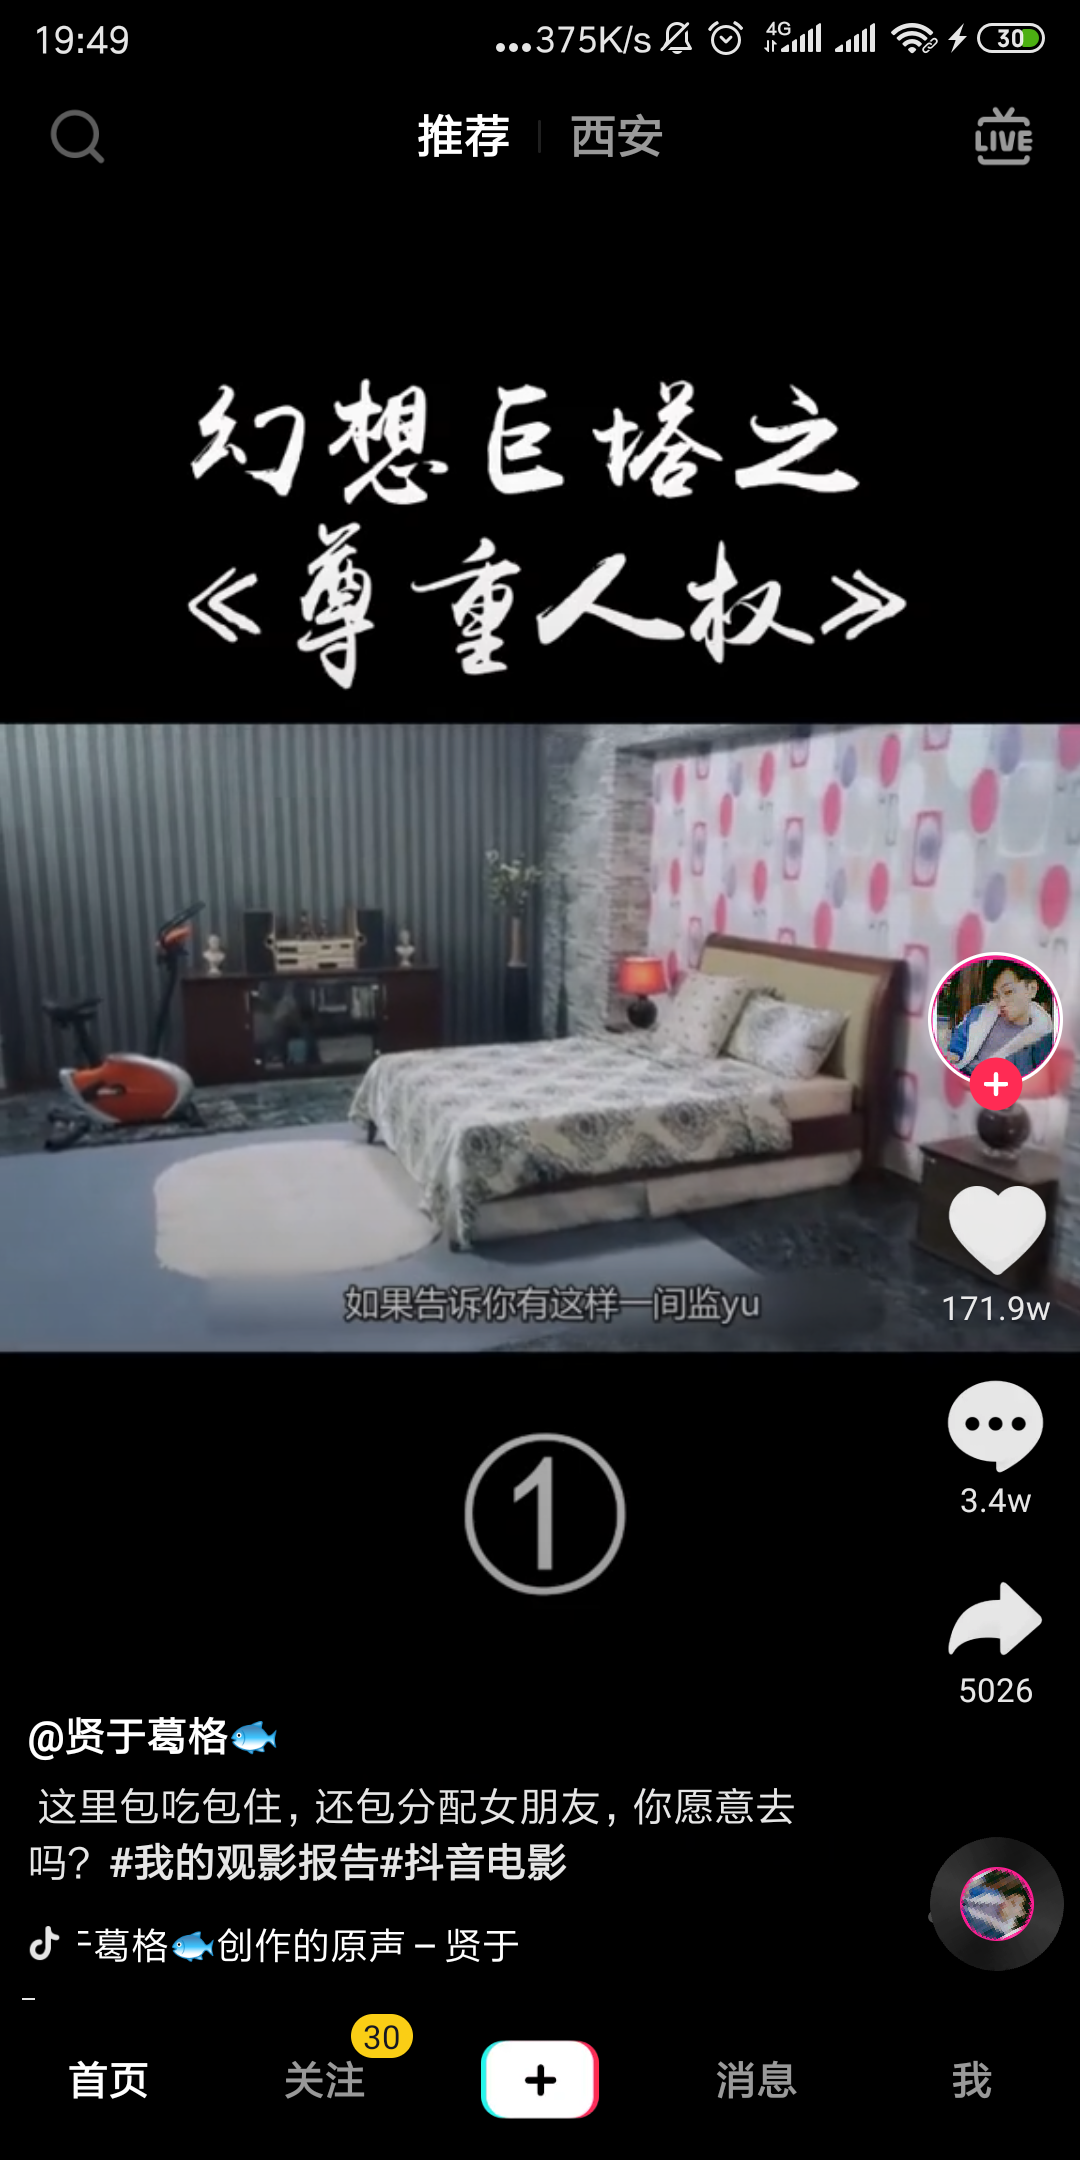 19:49
...375K/s
4G
30
推荐
西安
LIVE
幻想巨塔之
《尊重人权》
如果告诉你有这样一间监yu
171.9w
3.4w
①
5026
@贤于葛格🐟
这里包吃包住，还包分配女朋友，你愿意去
吗？#我的观影报告#抖音电影
葛格🐟创作的原声 – 贤于
首页
关注
30
消息
我